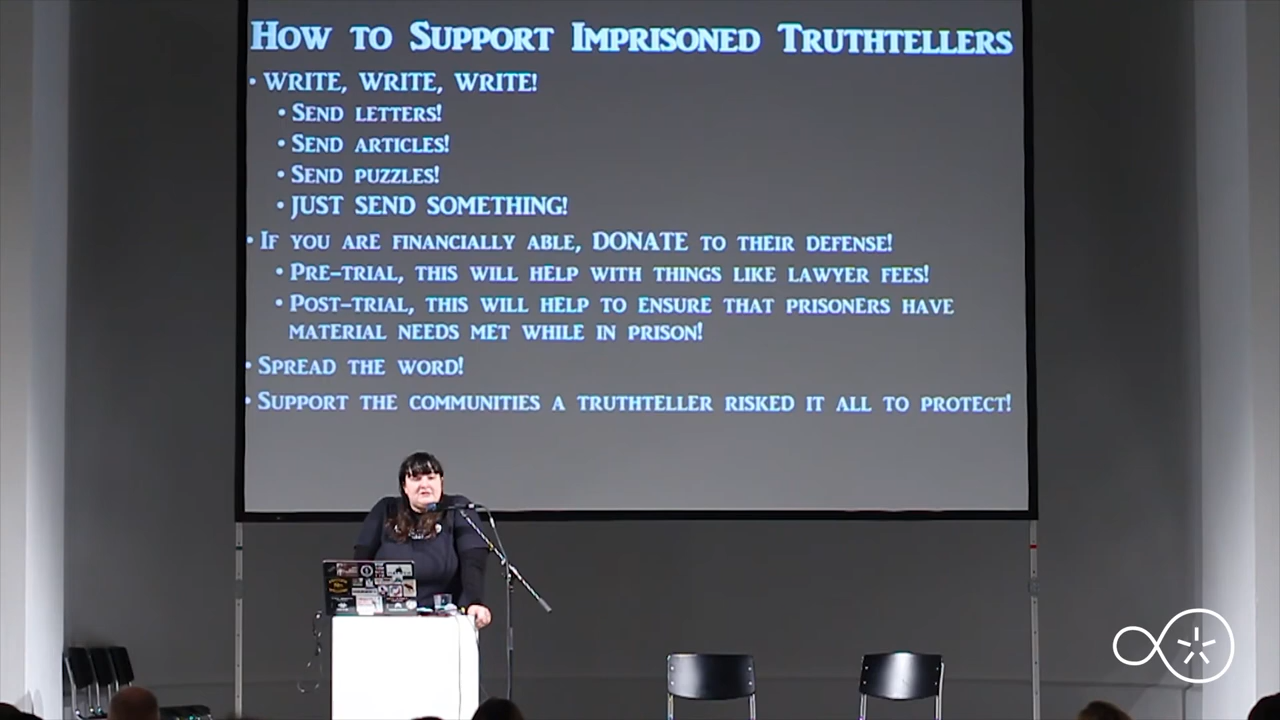 How to Support Imprisoned Truthtellers
• WRITE, WRITE, WRITE!
• Send letters!
• Send articles!
• Send puzzles!
• JUST SEND SOMETHING!
• If you are financially able, DONATE to their defense!
• Pre-trial, this will help with things like lawyer fees!
• Post-trial, this will help to ensure that prisoners have
material needs met while in prison!
• Spread the word!
• Support the communities a truthteller risked it all to protect!